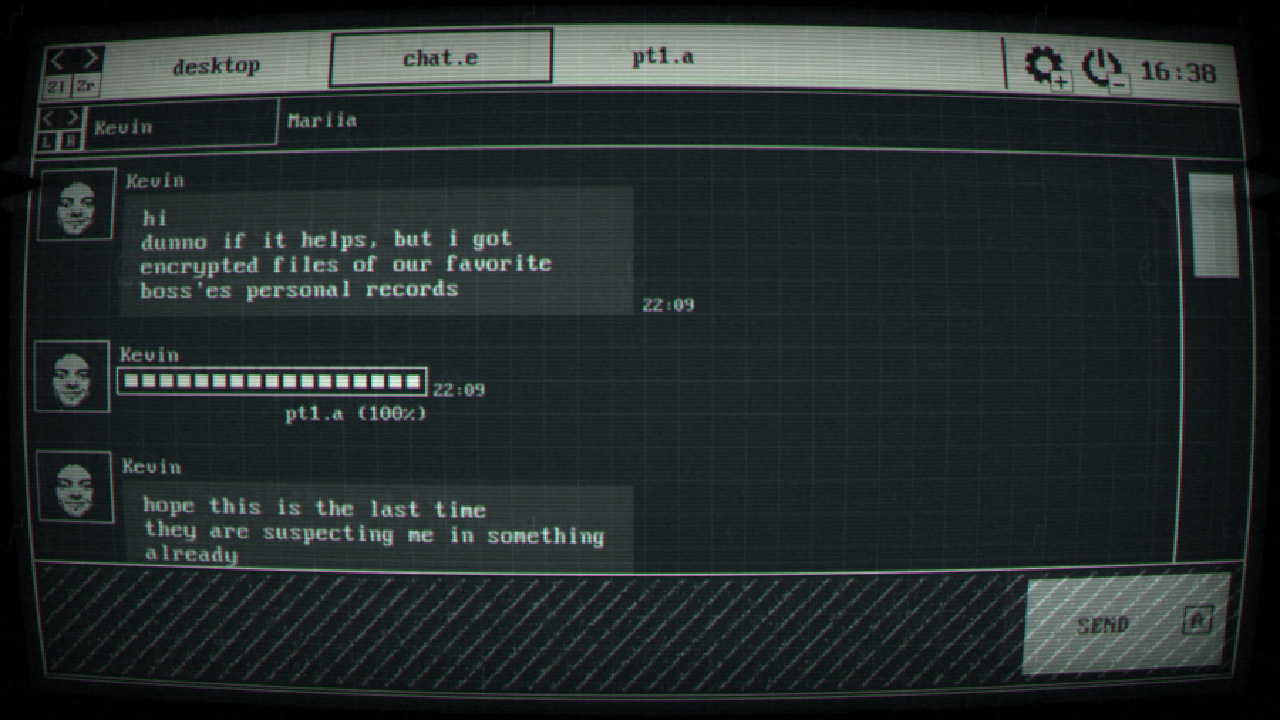 desktop
chat.e
pt1.a
16:38
Zl Zr
L R
Kevin
Mariia
Kevin
hi
dunno if it helps, but i got
encrypted files of our favorite
boss'es personal records
22:09
Kevin
22:09
pt1.a (100%)
Kevin
hope this is the last time
they are suspecting me in something
already
SEND
A